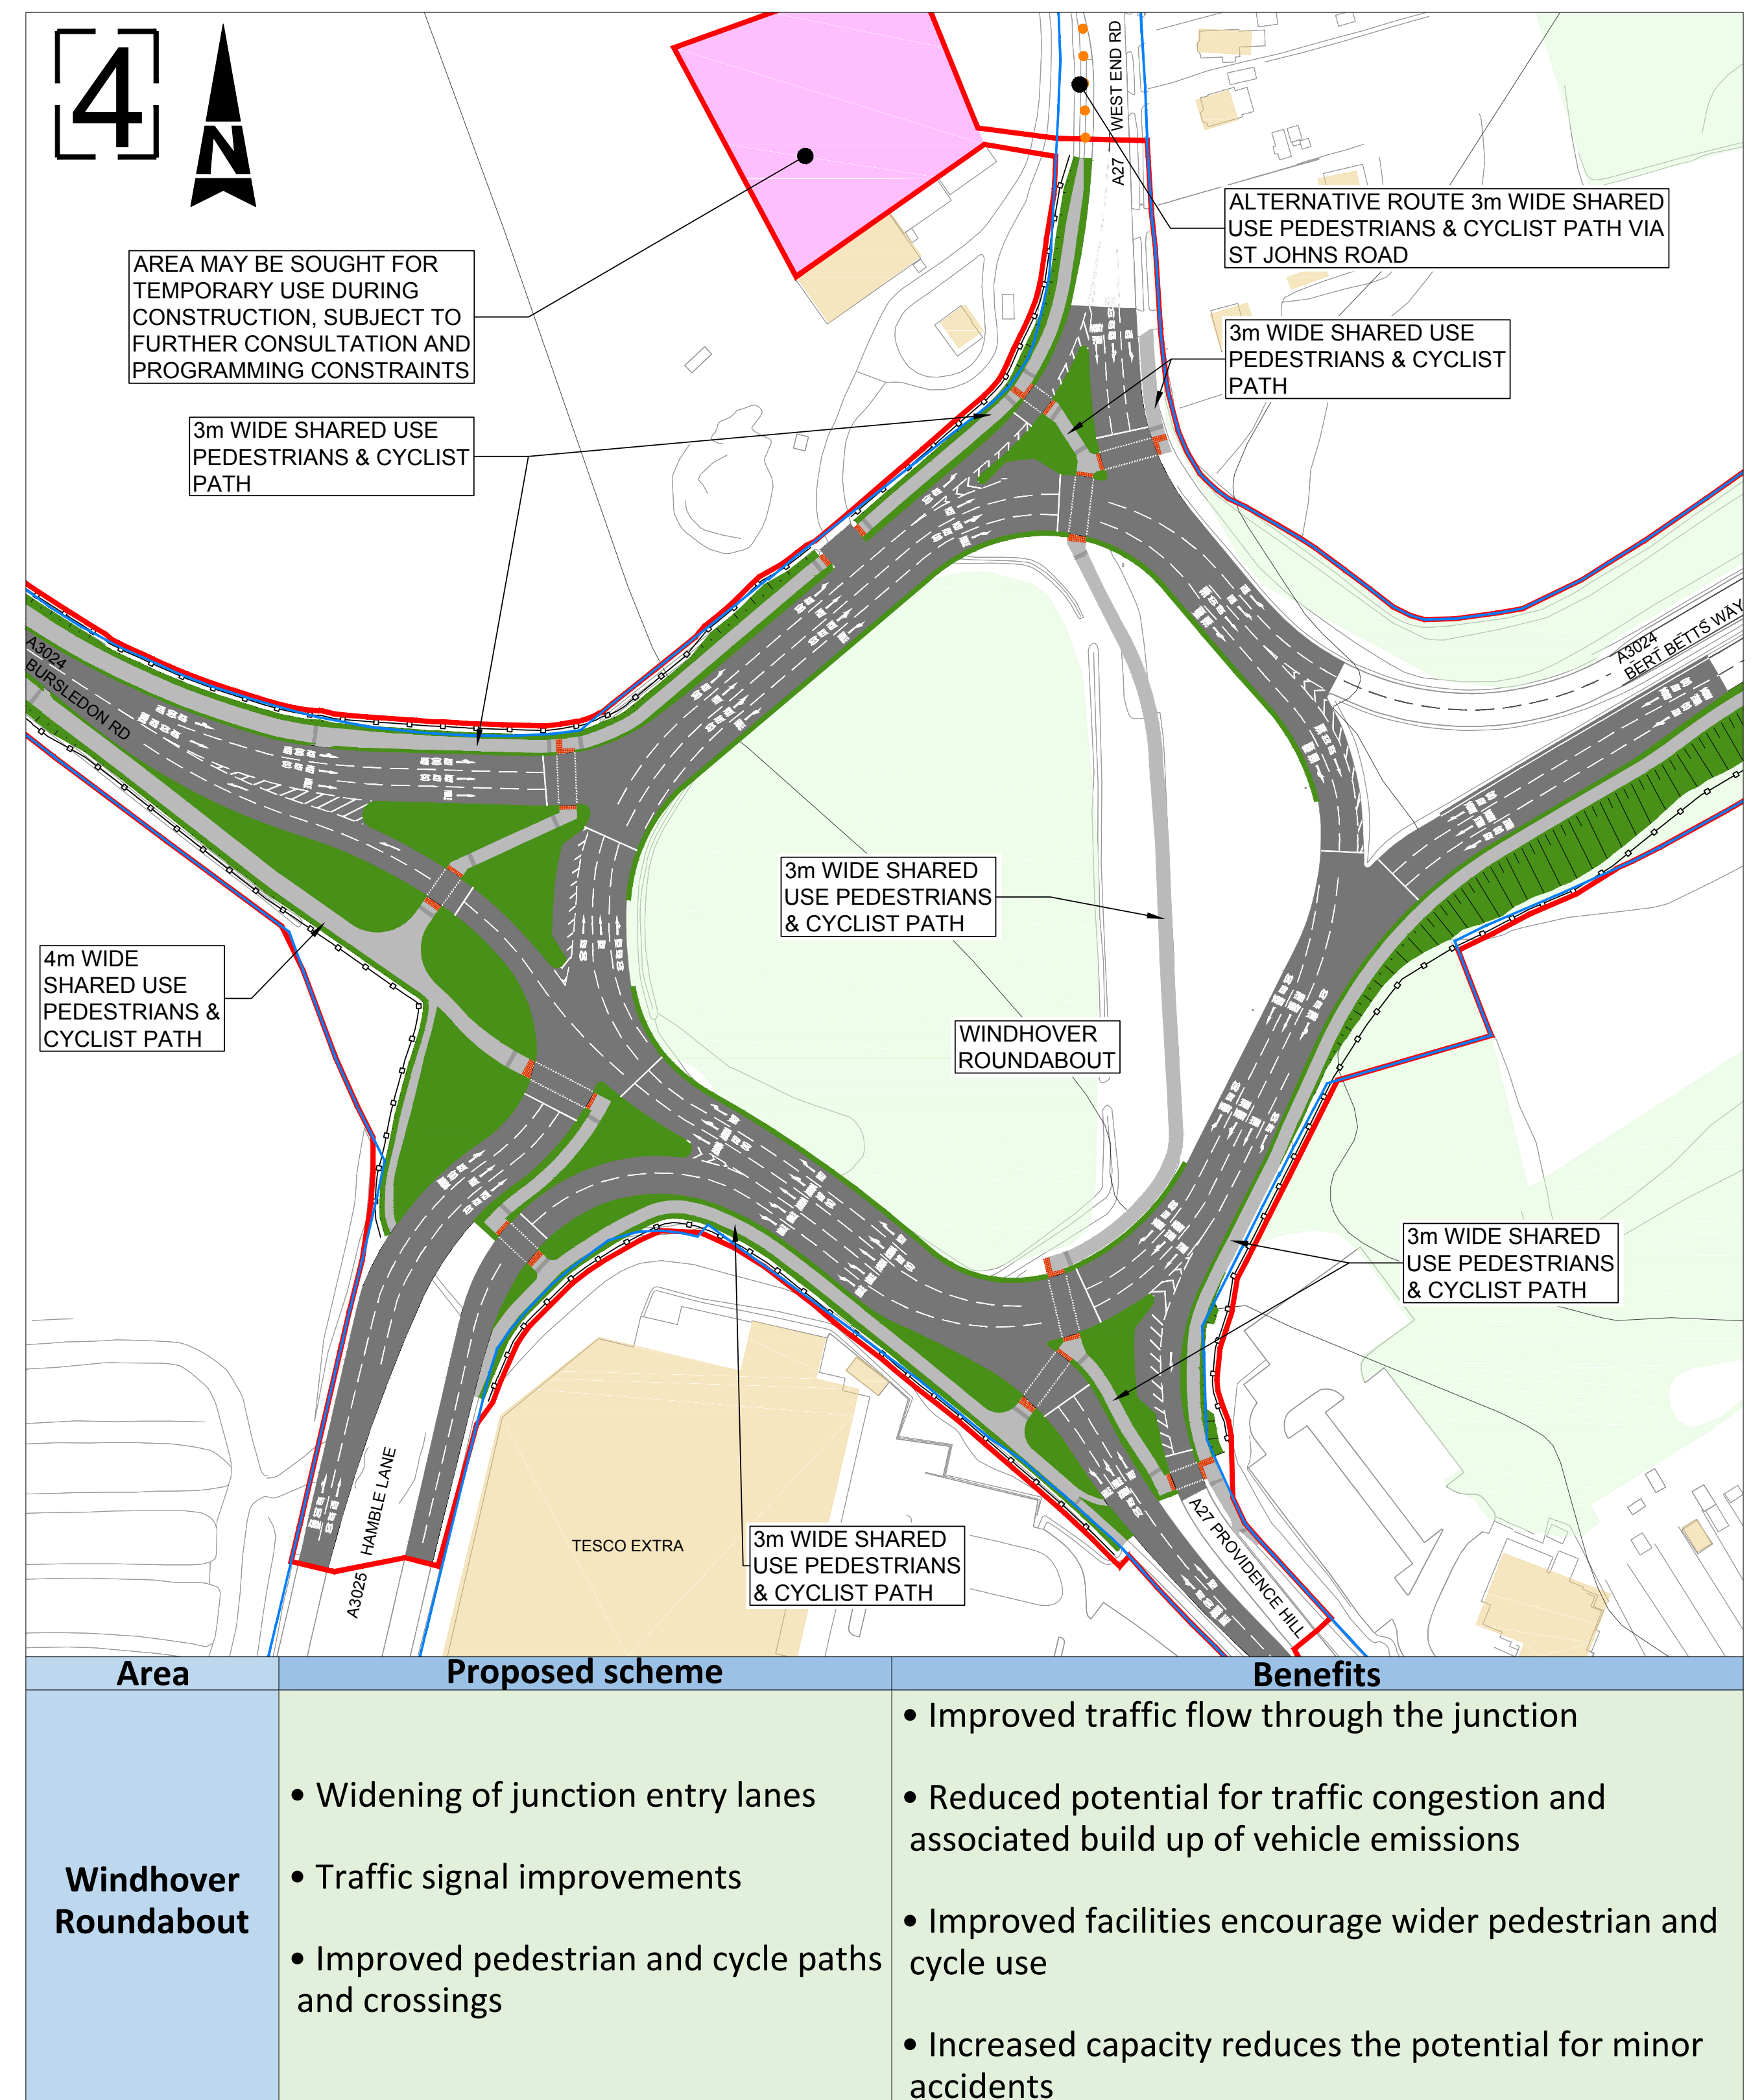 4
N
A27 – WEST END RD
ALTERNATIVE ROUTE 3m WIDE SHARED
USE PEDESTRIANS & CYCLIST PATH VIA
ST JOHNS ROAD
AREA MAY BE SOUGHT FOR
TEMPORARY USE DURING
CONSTRUCTION, SUBJECT TO
FURTHER CONSULTATION AND
PROGRAMMING CONSTRAINTS
3m WIDE SHARED USE
PEDESTRIANS & CYCLIST
PATH
3m WIDE SHARED USE
PEDESTRIANS & CYCLIST
PATH
A3024
BURSLEDON RD
A3024
BERT BETTS WAY
3m WIDE SHARED
USE PEDESTRIANS
& CYCLIST PATH
4m WIDE
SHARED USE
PEDESTRIANS &
CYCLIST PATH
WINDHOVER
ROUNDABOUT
3m WIDE SHARED
USE PEDESTRIANS
& CYCLIST PATH
A3025 HAMBLE LANE
TESCO EXTRA
3m WIDE SHARED
USE PEDESTRIANS
& CYCLIST PATH
A27 PROVIDENCE HILL
Area
Proposed scheme
Benefits
Windhover
Roundabout
• Widening of junction entry lanes
• Traffic signal improvements
• Improved pedestrian and cycle paths
and crossings
• Improved traffic flow through the junction
• Reduced potential for traffic congestion and
associated build up of vehicle emissions
• Improved facilities encourage wider pedestrian and
cycle use
• Increased capacity reduces the potential for minor
accidents